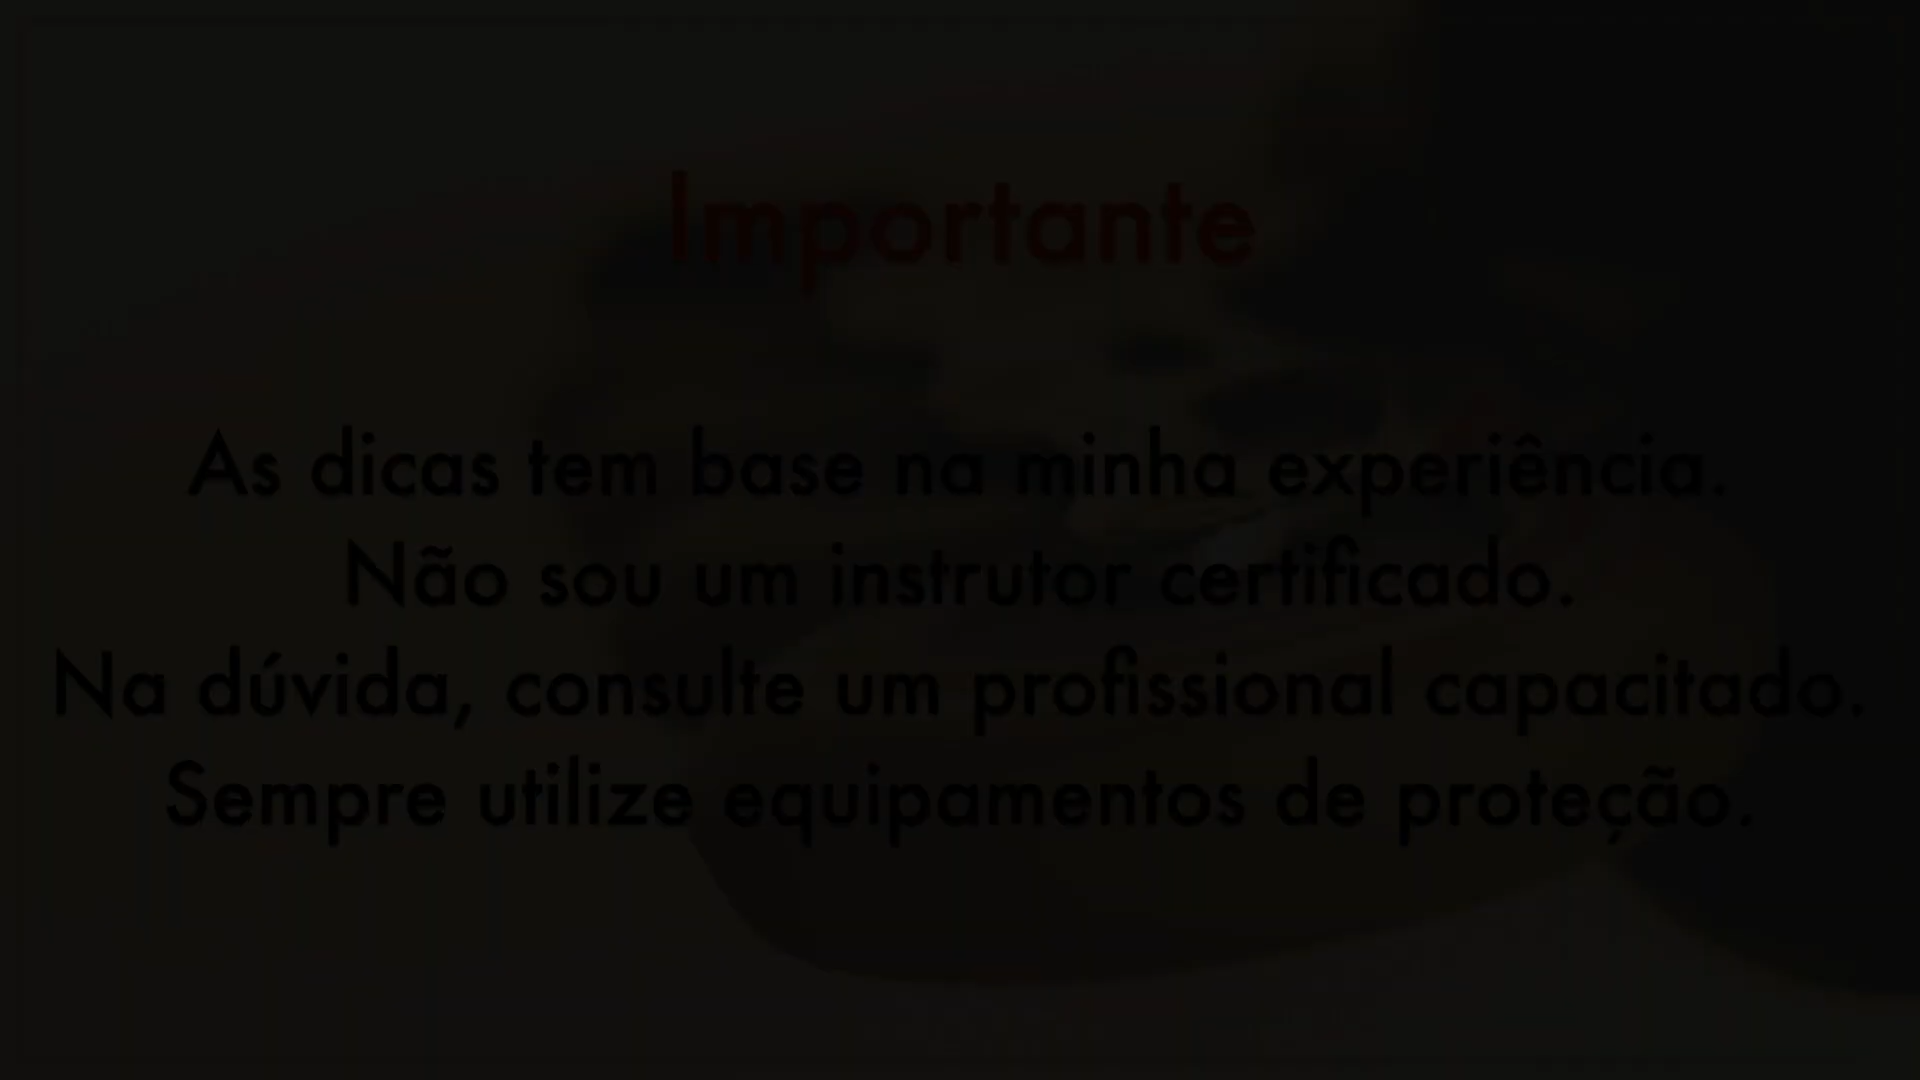 Importante
As dicas tem base na minha experiência.
Não sou um instrutor certificado.
Na dúvida, consulte um profissional capacitado.
Sempre utilize equipamentos de proteção.